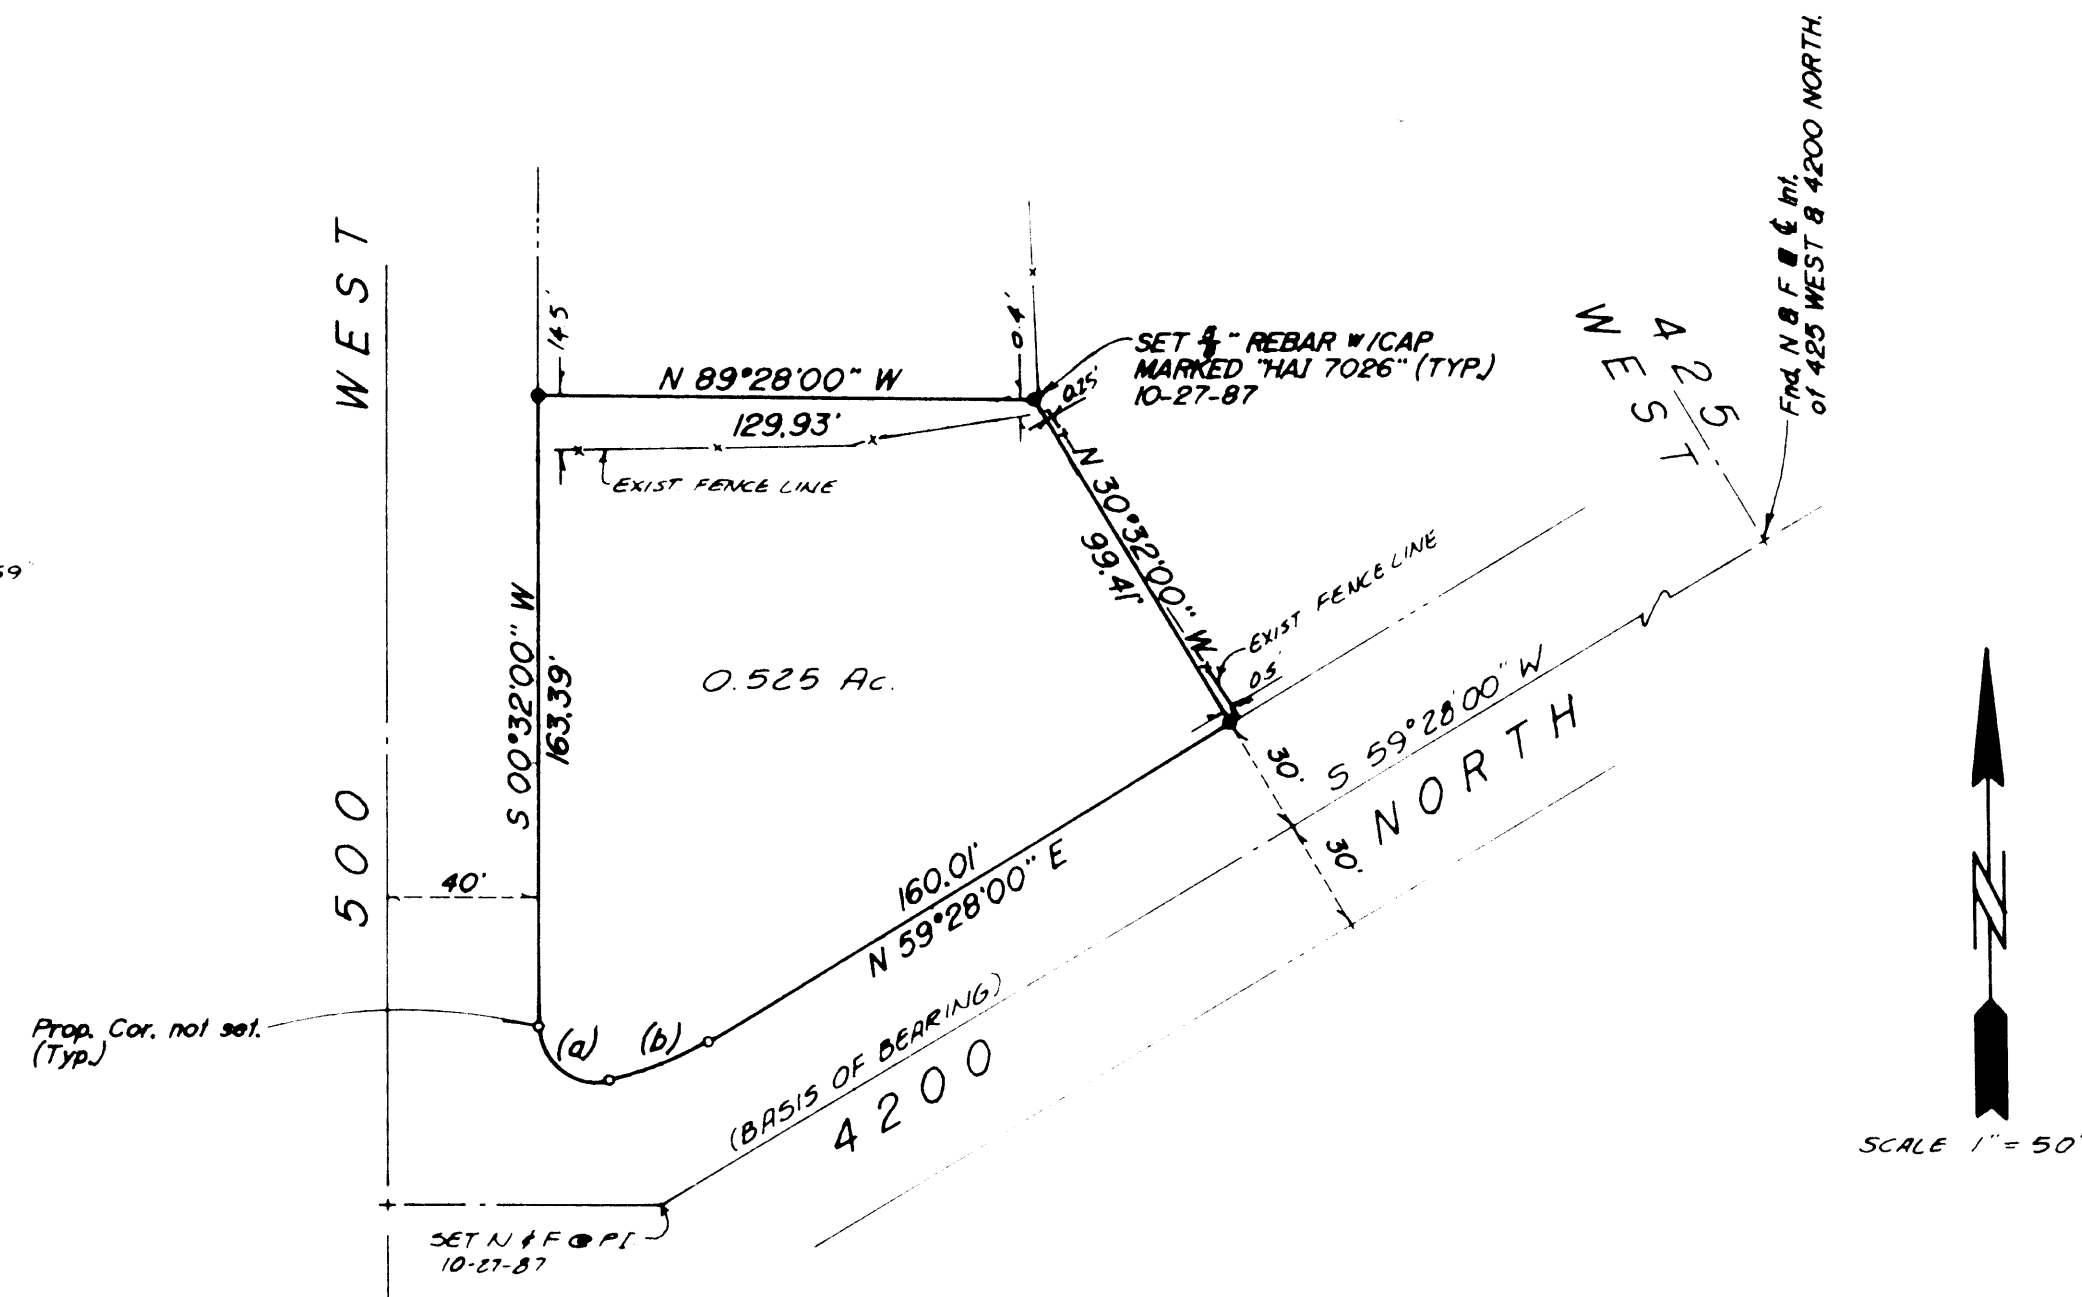 Fnd. N & F @ ℄ Int.
of 425 WEST & 4200 NORTH.
WEST
425
WEST
14.5'
0.4'
SET REBAR W/CAP
MARKED "HAI 7026" (TYP.)
10-27-87
N 89°28'00" W
129.93'
0.25'
EXIST FENCE LINE
N 30°32'00" W
99.41'
EXIST FENCE LINE
59"
S 00°32'00" W
163.39'
0.525 Ac.
0.5'
S 59°28'00" W
NORTH
30'
30'
500
40'
160.01'
N 59°28'00" E
Prop. Cor. not set.
(Typ.)
(a)
(b)
(BASIS OF BEARING)
4200
N
SCALE 1" = 50'
SET N & F @ PI
10-27-87